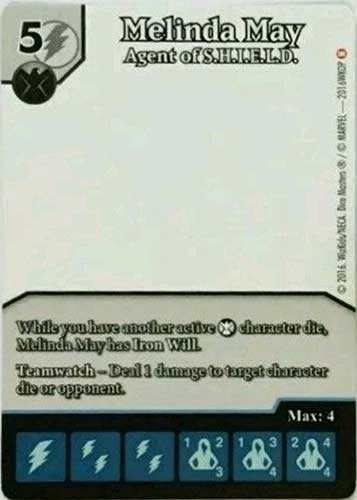 5
Melinda May
Agent of S.H.I.E.L.D.
© 2016 WizKids/NECA. Dice Masters ® / © MARVEL — 2016WKOP
While you have another active character die,
Melinda May has Iron Will.
Teamwatch – Deal 1 damage to target character
die or opponent.
Max: 4
1 2 3
1 3 4
2 4 4